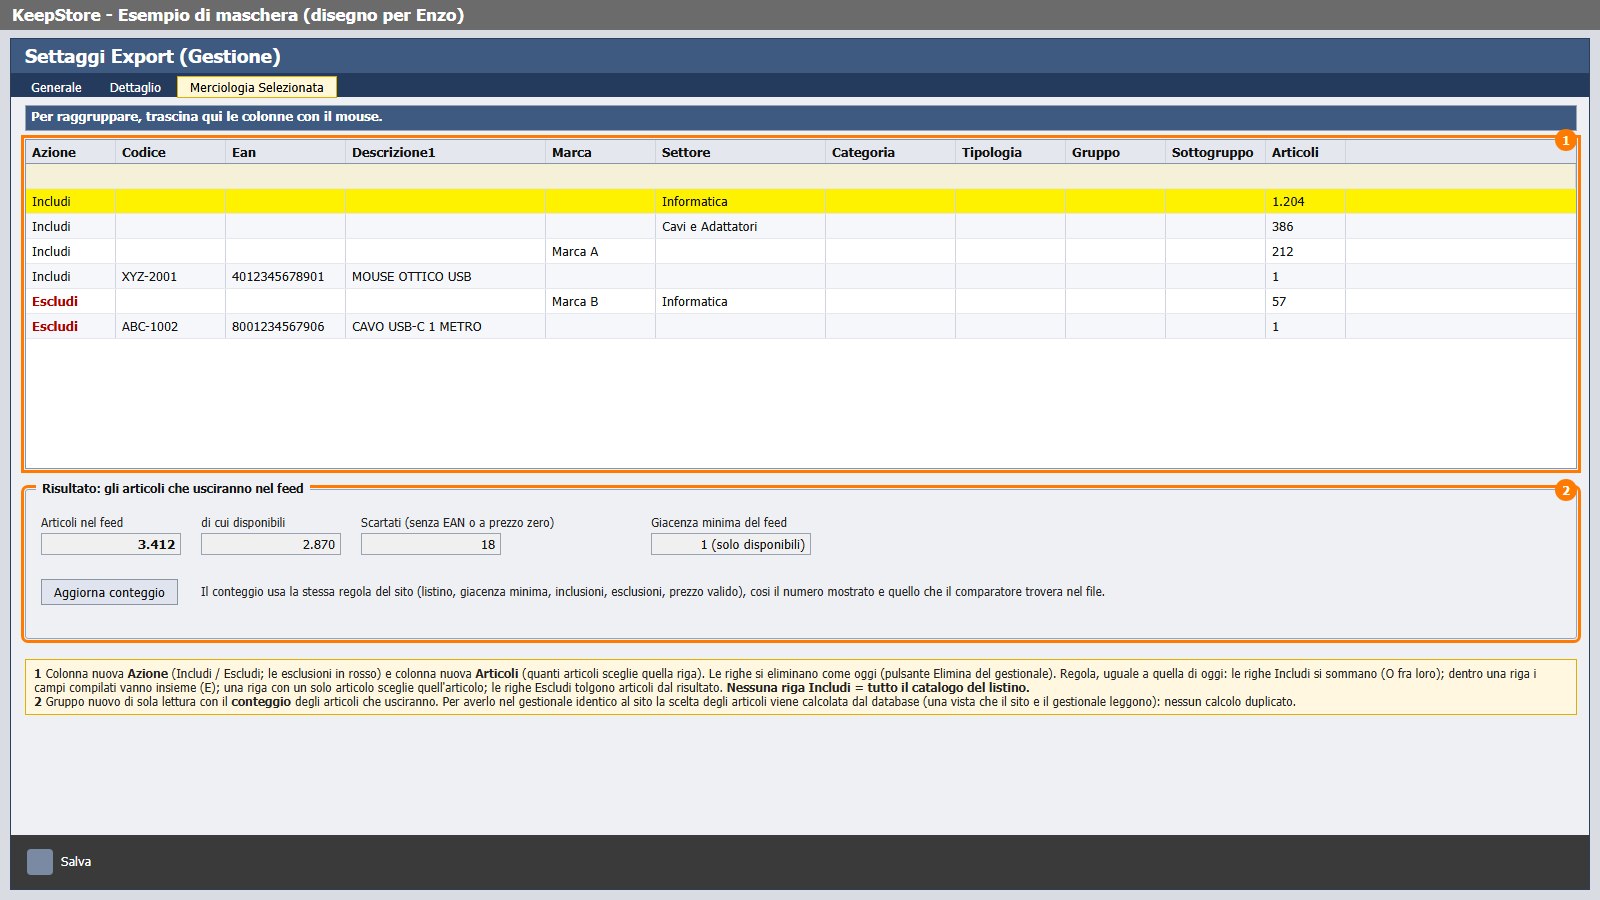 KeepStore - Esempio di maschera (disegno per Enzo)
Settaggi Export (Gestione)
Generale Dettaglio Merciologia Selezionata
Per raggruppare, trascina qui le colonne con il mouse.
1
Azione Codice Ean Descrizione1 Marca Settore Categoria Tipologia Gruppo Sottogruppo Articoli
Includi Informatica 1.204
Includi Cavi e Adattatori 386
Includi Marca A 212
Includi XYZ-2001 4012345678901 MOUSE OTTICO USB 1
Escludi Marca B Informatica 57
Escludi ABC-1002 8001234567906 CAVO USB-C 1 METRO 1
Risultato: gli articoli che usciranno nel feed
2
Articoli nel feed di cui disponibili Scartati (senza EAN o a prezzo zero) Giacenza minima del feed
3.412 2.870 18 1 (solo disponibili)
Aggiorna conteggio Il conteggio usa la stessa regola del sito (listino, giacenza minima, inclusioni, esclusioni, prezzo valido), cosi il numero mostrato e quello che il comparatore trovera nel file.
1 Colonna nuova Azione (Includi / Escludi; le esclusioni in rosso) e colonna nuova Articoli (quanti articoli sceglie quella riga). Le righe si eliminano come oggi (pulsante Elimina del gestionale). Regola, uguale a quella di oggi: le righe Includi si sommano (O fra loro); dentro una riga i
campi compilati vanno insieme (E); una riga con un solo articolo sceglie quell'articolo; le righe Escludi tolgono articoli dal risultato. Nessuna riga Includi = tutto il catalogo del listino.
2 Gruppo nuovo di sola lettura con il conteggio degli articoli che usciranno. Per averlo nel gestionale identico al sito la scelta degli articoli viene calcolata dal database (una vista che il sito e il gestionale leggono): nessun calcolo duplicato.
Salva